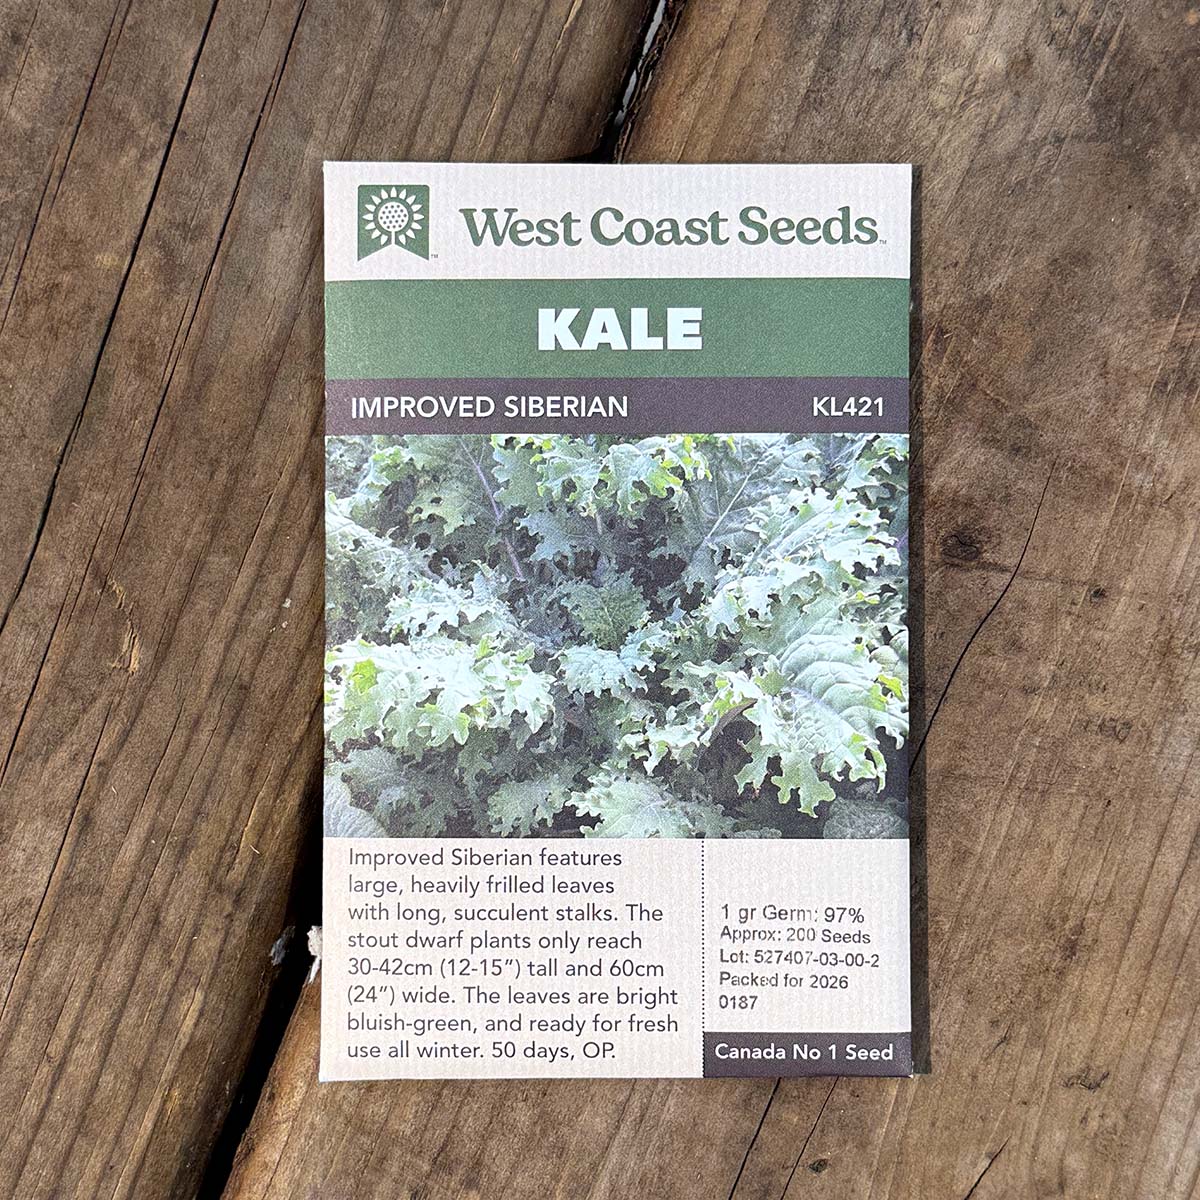 West Coast Seeds™
KALE
IMPROVED SIBERIAN KL421
Improved Siberian features
large, heavily frilled leaves
with long, succulent stalks. The
stout dwarf plants only reach
30-42cm (12-15") tall and 60cm
(24") wide. The leaves are bright
bluish-green, and ready for fresh
use all winter. 50 days, OP.
1 gr Germ: 97%
Approx: 200 Seeds
Lot: 527407-03-00-2
Packed for 2026
0187
Canada No 1 Seed